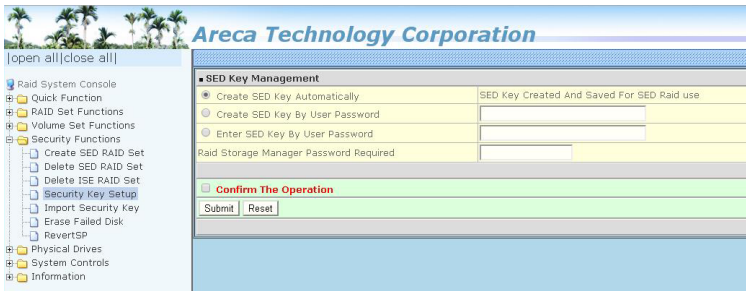 Areca Technology Corporation
|open all|close all|
Raid System Console
Quick Function
RAID Set Functions
Volume Set Functions
Security Functions
Create SED RAID Set
Delete SED RAID Set
Delete ISE RAID Set
Security Key Setup
Import Security Key
Erase Failed Disk
RevertSP
Physical Drives
System Controls
Information
SED Key Management
Create SED Key Automatically SED Key Created And Saved For SED Raid use
Create SED Key By User Password
Enter SED Key By User Password
Raid Storage Manager Password Required
Confirm The Operation
Submit Reset